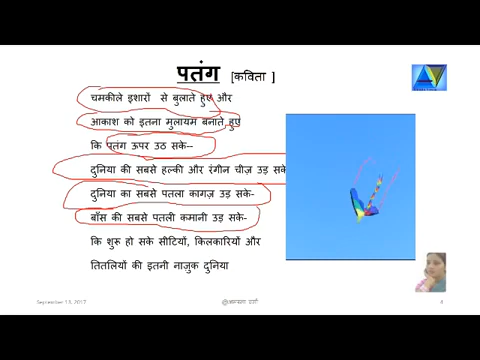 पतंग [कविता ]
चमकीले इशारों से बुलाते हुए और
आकाश को इतना मुलायम बनाते हुए
कि पतंग ऊपर उठ सके--
दुनिया की सबसे हल्की और रंगीन चीज़ उड़ सके
दुनिया का सबसे पतला कागज़ उड़ सके-
बाँस की सबसे पतली कमानी उड़ सके-
कि शुरू हो सके सीटियों, किलकारियों और
तितलियों की इतनी नाज़ुक दुनिया
September 13, 2017
4